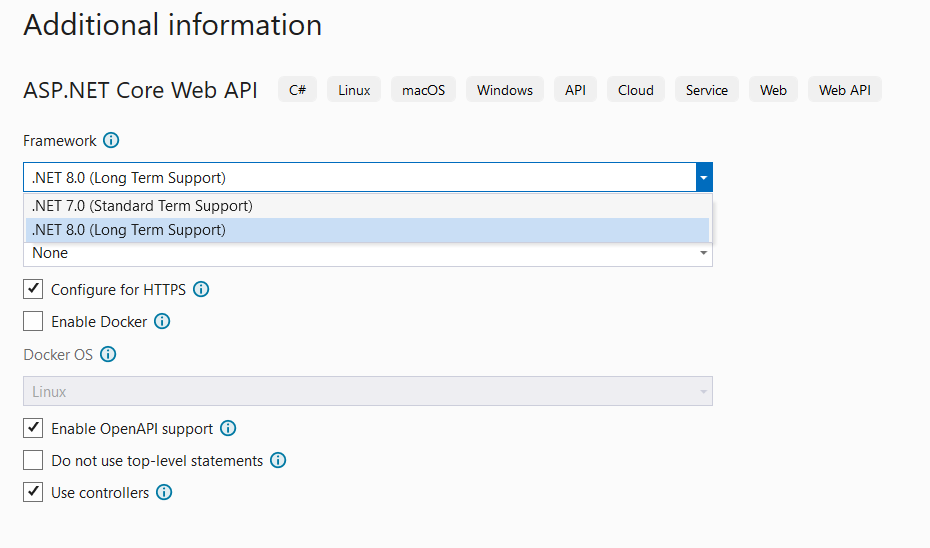 Additional information
ASP.NET Core Web API C# Linux macOS Windows API Cloud Service Web Web API
Framework
.NET 8.0 (Long Term Support)
.NET 7.0 (Standard Term Support)
.NET 8.0 (Long Term Support)
None
Configure for HTTPS
Enable Docker
Docker OS
Linux
Enable OpenAPI support
Do not use top-level statements
Use controllers